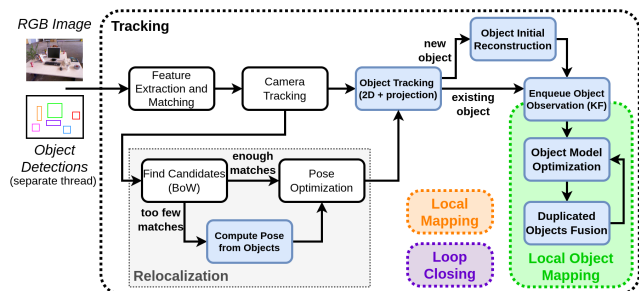 RGB Image
Object
Detections
(separate thread)
Tracking
Feature
Extraction and
Matching
Camera
Tracking
Object Tracking
(2D + projection)
new
object
existing
object
Object Initial
Reconstruction
Enqueue Object
Observation (KF)
Object Model
Optimization
Duplicated
Objects Fusion
Local Object
Mapping
Find Candidates
(BoW)
enough
matches
Pose
Optimization
too few
matches
Compute Pose
from Objects
Relocalization
Local
Mapping
Loop
Closing